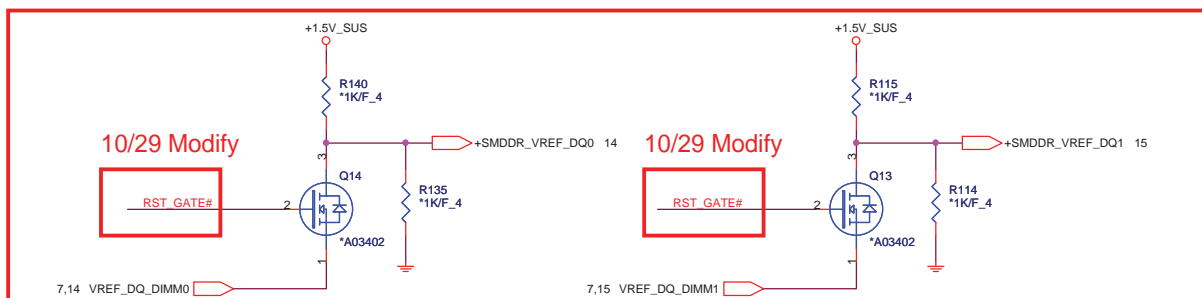 +1.5V_SUS
R140
*1K/F_4
10/29 Modify
+SMDDR_VREF_DQ0 14
3
Q14
RST_GATE#
2
R135
*1K/F_4
*A03402
1
7,14 VREF_DQ_DIMM0
+1.5V_SUS
R115
*1K/F_4
10/29 Modify
+SMDDR_VREF_DQ1 15
3
Q13
RST_GATE#
2
R114
*1K/F_4
*A03402
1
7,15 VREF_DQ_DIMM1